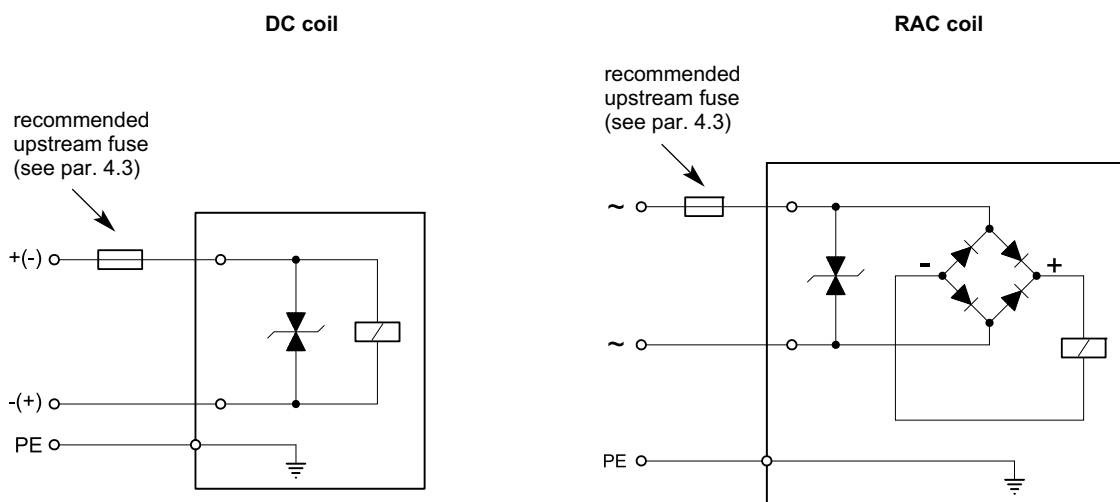 DC coil
recommended
upstream fuse
(see par. 4.3)
+(-)
-(+)
PE
RAC coil
recommended
upstream fuse
(see par. 4.3)
~
- +
~
PE